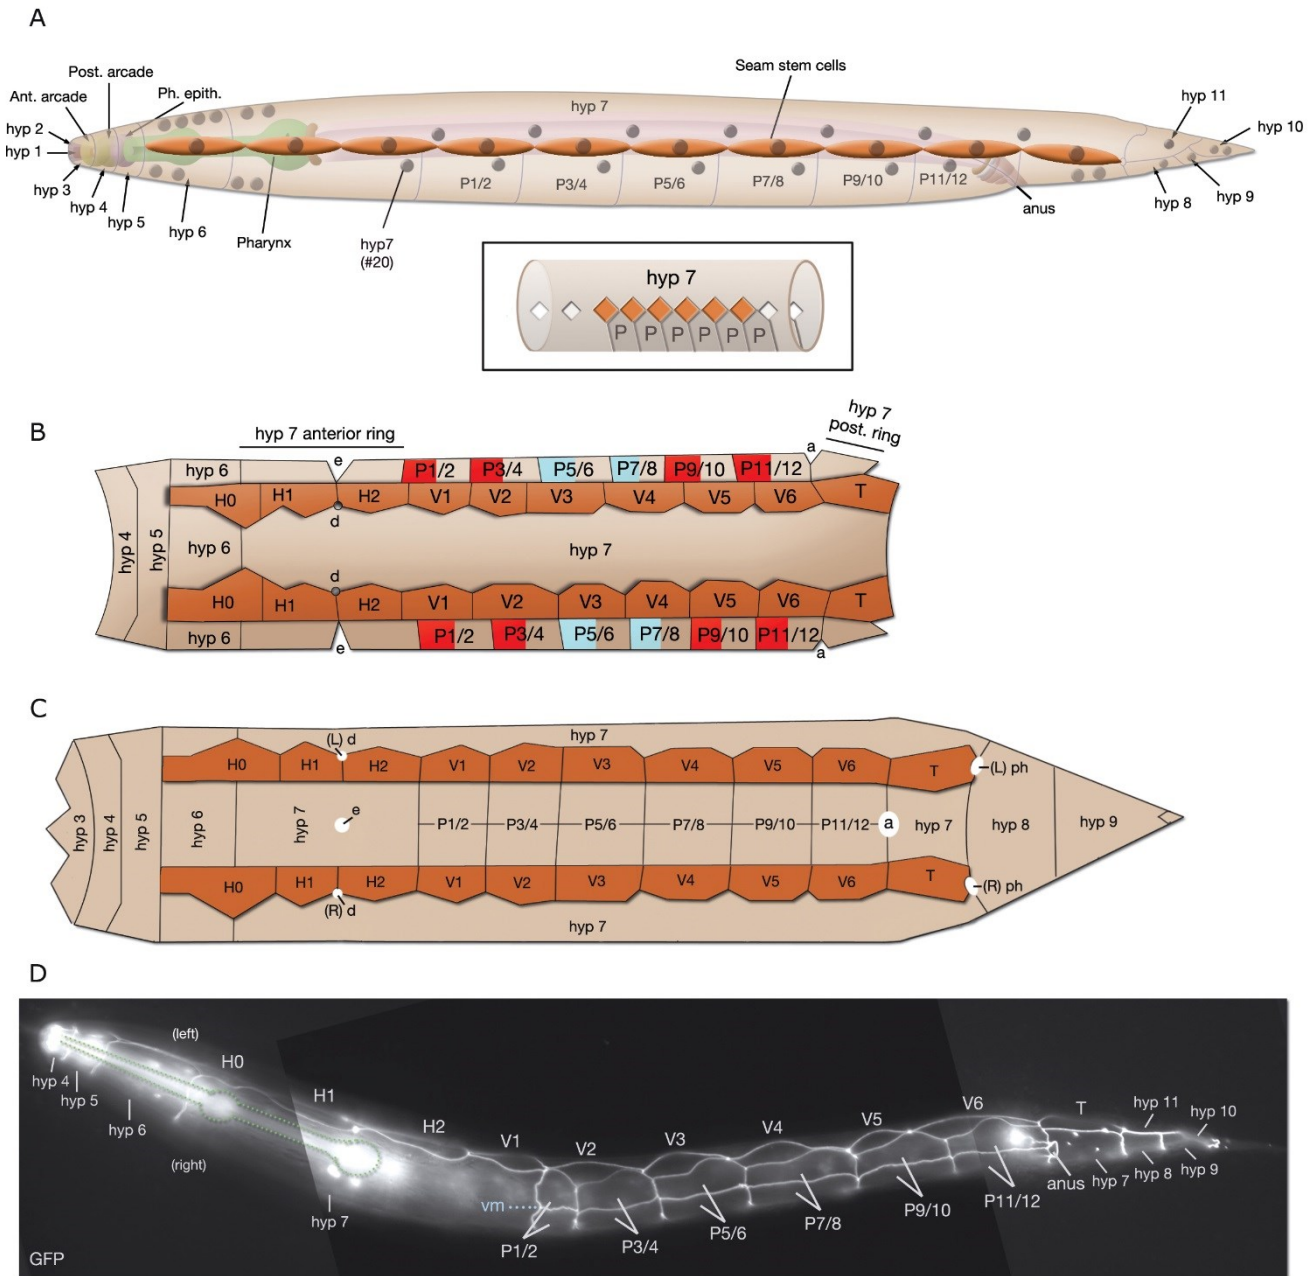 A
Post. arcade
Ant. arcade
Ph. epith.
Seam stem cells
hyp 7
hyp 11
hyp 10
hyp 2
hyp 1
hyp 3
hyp 4
hyp 5
hyp 6
Pharynx
hyp7
(#20)
P1/2
P3/4
P5/6
P7/8
P9/10
P11/12
anus
hyp 8
hyp 9
hyp 7
P P P P P P
B
hyp 7 anterior ring
hyp 7
post. ring
hyp 6
e
P1/2
P3/4
P5/6
P7/8
P9/10
P11/12
a
H0
H1
H2
V1
V2
V3
V4
V5
V6
T
d
hyp 4
hyp 5
hyp 6
hyp 7
d
H0
H1
H2
V1
V2
V3
V4
V5
V6
T
hyp 6
e
P1/2
P3/4
P5/6
P7/8
P9/10
P11/12
a
C
(L) d
hyp 7
H0
H1
H2
V1
V2
V3
V4
V5
V6
T
(L) ph
hyp 3
hyp 4
hyp 5
hyp 6
hyp 7
e
P1/2
P3/4
P5/6
P7/8
P9/10
P11/12
a
hyp 7
hyp 8
hyp 9
H0
H1
H2
V1
V2
V3
V4
V5
V6
T
(R) ph
(R) d
hyp 7
D
(left)
H0
hyp 4
hyp 5
hyp 6
H1
(right)
H2
V1
V2
V3
V4
V5
V6
T
hyp 11
hyp 10
hyp 9
hyp 8
hyp 7
anus
hyp 7
vm
P1/2
P3/4
P5/6
P7/8
P9/10
P11/12
GFP